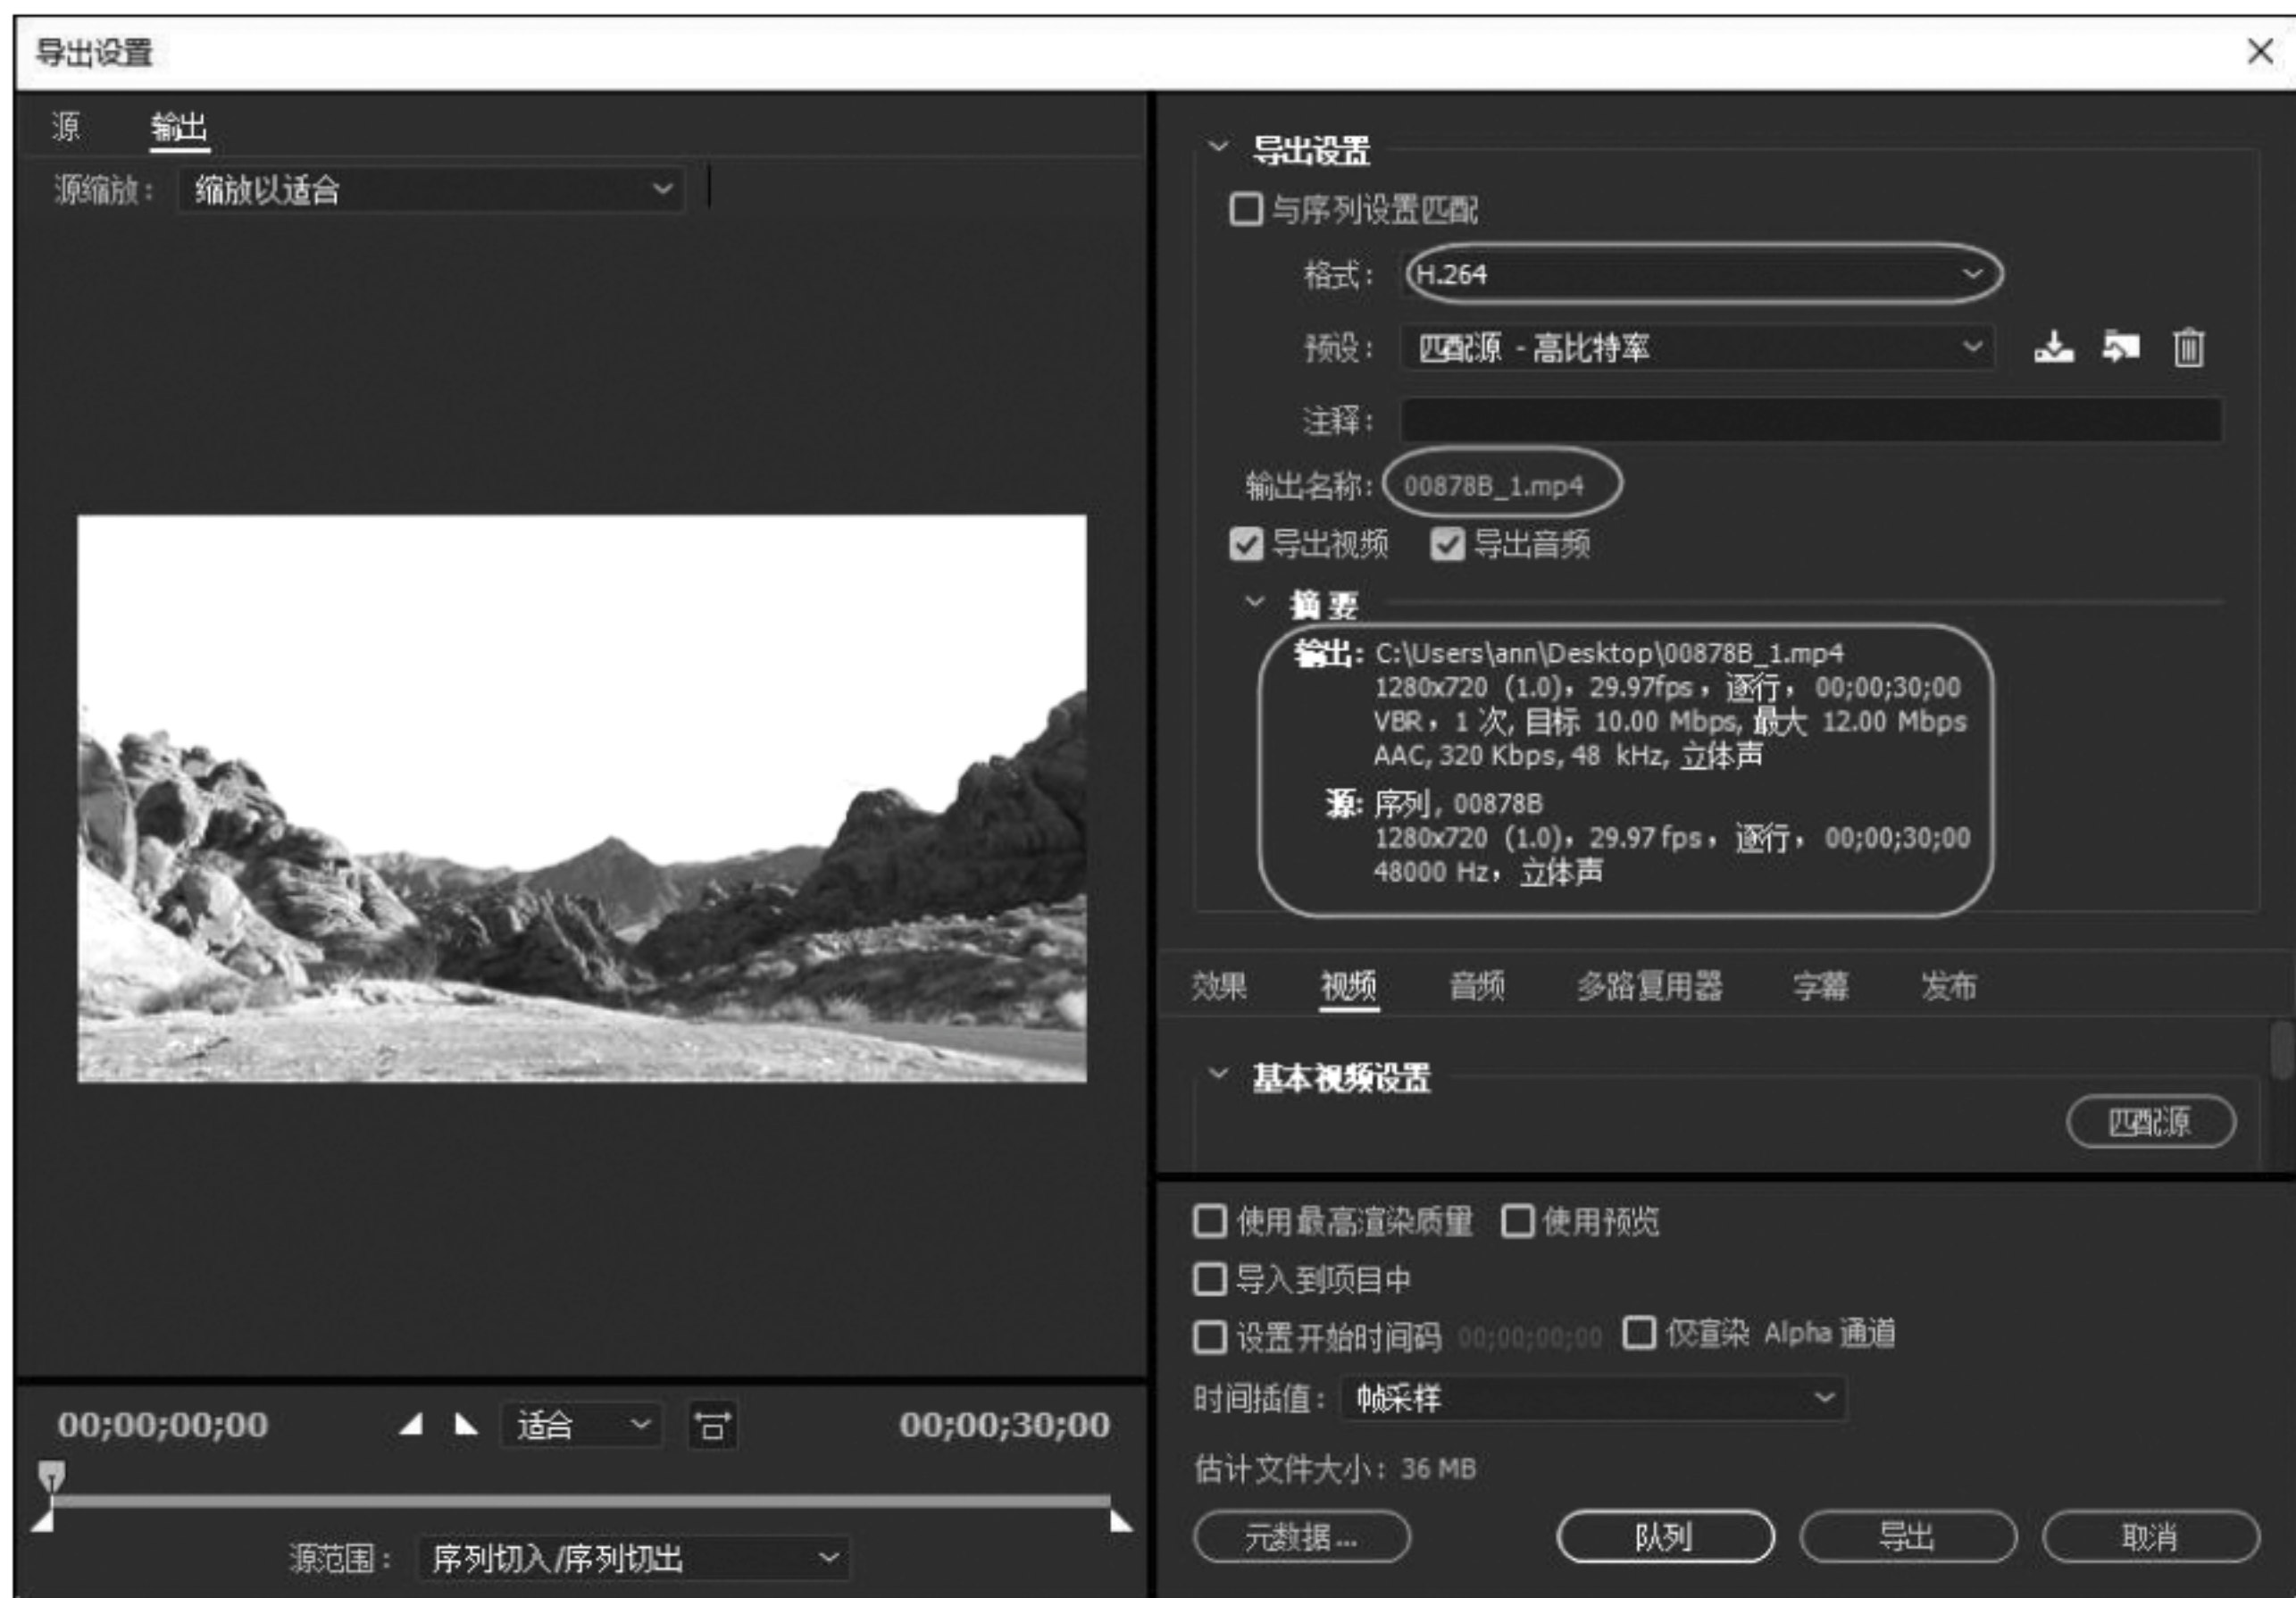 导出设置
源 输出
源缩放： 缩放以适合
00;00;00;00 适合 00;00;30;00
源范围： 序列切入/序列切出
导出设置
与序列设置匹配
格式： H.264
预设： 匹配源 - 高比特率
注释：
输出名称： 00878B_1.mp4
导出视频 导出音频
摘要
输出： C:\Users\ann\Desktop\00878B_1.mp4
1280x720 (1.0)， 29.97fps， 逐行， 00;00;30;00
VBR， 1 次, 目标 10.00 Mbps, 最大 12.00 Mbps
AAC, 320 Kbps, 48 kHz, 立体声
源: 序列, 00878B
1280x720 (1.0)， 29.97 fps， 逐行， 00;00;30;00
48000 Hz， 立体声
效果 视频 音频 多路复用器 字幕 发布
基本视频设置
匹配源
使用最高渲染质量 使用预览
导入到项目中
设置开始时间码 00;00;00;00 仅渲染 Alpha 通道
时间插值： 帧采样
估计文件大小： 36 MB
元数据... 队列 导出 取消